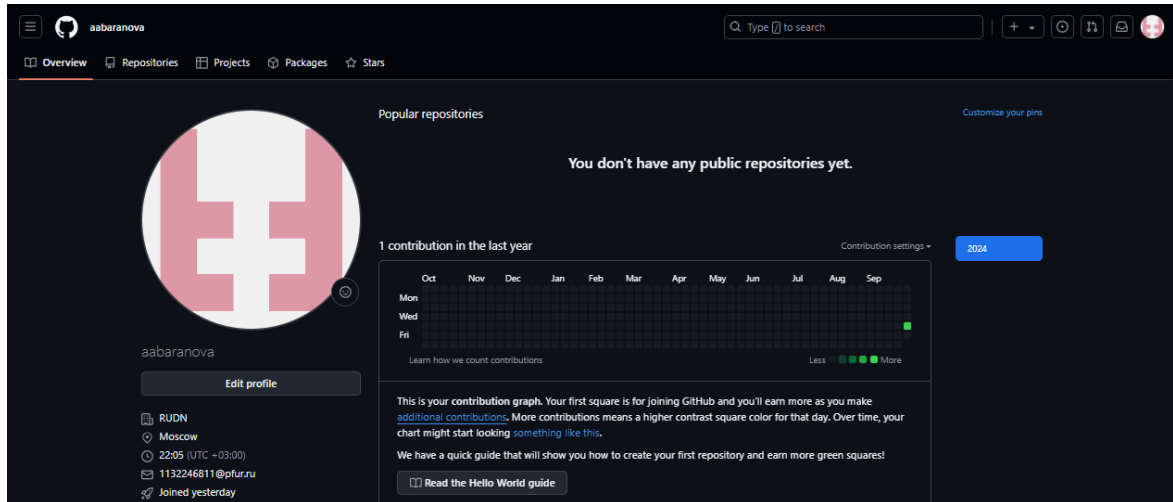 aabaranova
Type / to search
Overview Repositories Projects Packages Stars
Popular repositories
Customize your pins
You don't have any public repositories yet.
1 contribution in the last year
Contribution settings
2024
Oct Nov Dec Jan Feb Mar Apr May Jun Jul Aug Sep
Mon
Wed
Fri
Learn how we count contributions
Less More
This is your contribution graph. Your first square is for joining GitHub and you'll earn more as you make
additional contributions. More contributions means a higher contrast square color for that day. Over time, your
chart might start looking something like this.
We have a quick guide that will show you how to create your first repository and earn more green squares!
Read the Hello World guide
aabaranova
Edit profile
RUDN
Moscow
22:05 (UTC +03:00)
1132246811@pfur.ru
Joined yesterday